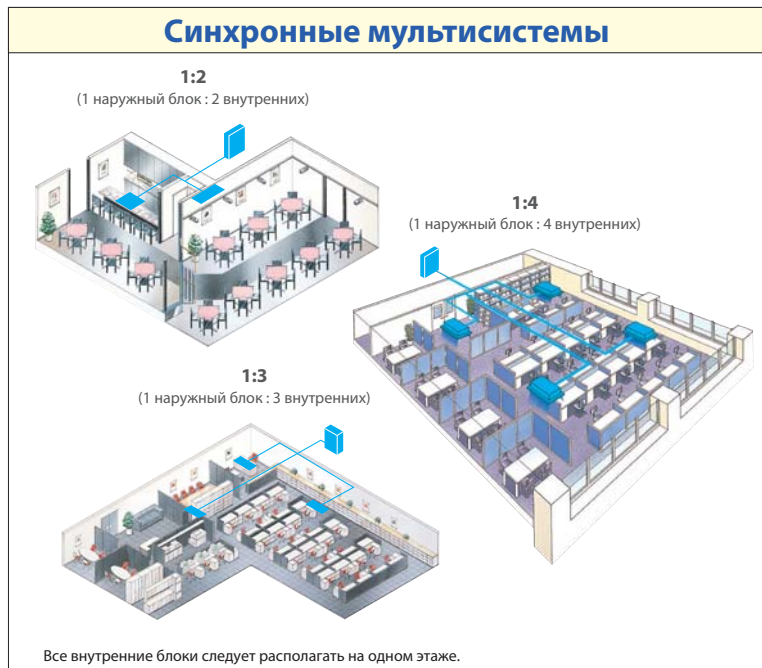 Синхронные мультисистемы
1:2
(1 наружный блок : 2 внутренних)
1:4
(1 наружный блок : 4 внутренних)
1:3
(1 наружный блок : 3 внутренних)
Все внутренние блоки следует располагать на одном этаже.